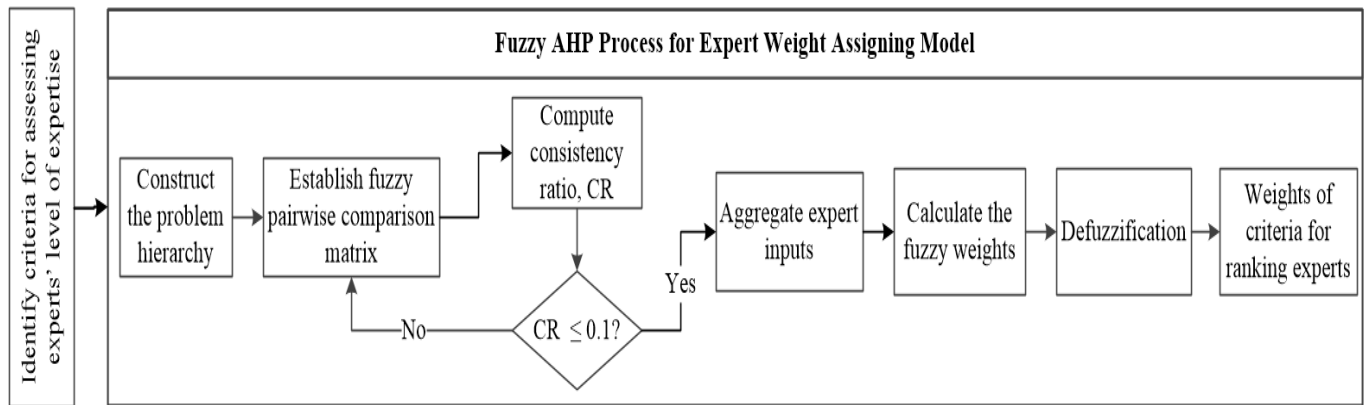 Identify criteria for assessing
experts' level of expertise
Fuzzy AHP Process for Expert Weight Assigning Model
Construct
the problem
hierarchy
Establish fuzzy
pairwise comparison
matrix
Compute
consistency
ratio, CR
CR ≤ 0.1?
No
Yes
Aggregate expert
inputs
Calculate the
fuzzy weights
Defuzzification
Weights of
criteria for
ranking experts